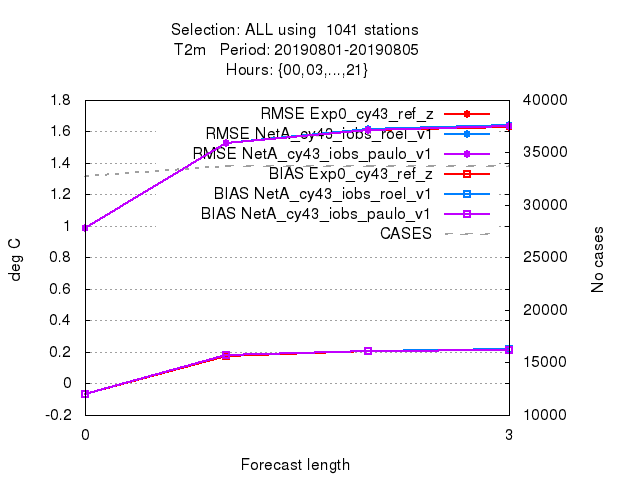 Selection: ALL using  1041 stations
T2m   Period: 20190801-20190805
Hours: {00,03,...,21}
1.8
1.6
1.4
1.2
1
0.8
0.6
0.4
0.2
0
-0.2
deg C
RMSE Exp0_cy43_ref_z
RMSE NetA_cy43_iobs_roel_v1
RMSE NetA_cy43_iobs_paulo_v1
BIAS Exp0_cy43_ref_z
BIAS NetA_cy43_iobs_roel_v1
BIAS NetA_cy43_iobs_paulo_v1
CASES
40000
35000
30000
25000
20000
15000
10000
No cases
0
3
Forecast length